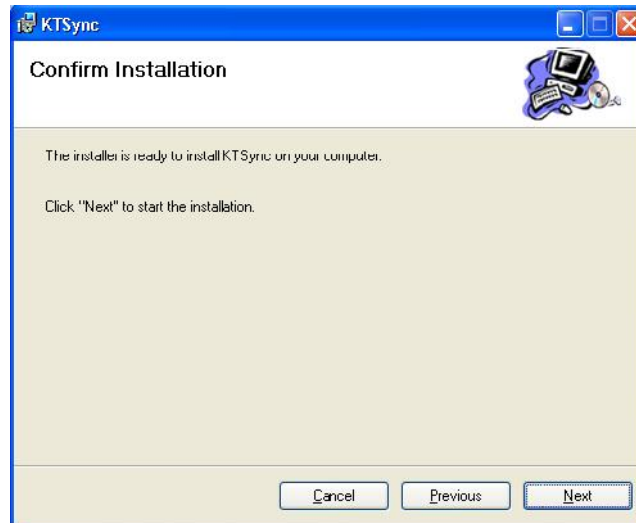 KTSync
Confirm Installation
The installer is ready to install KTSync on your computer.
Click "Next" to start the installation.
Cancel
Previous
Next